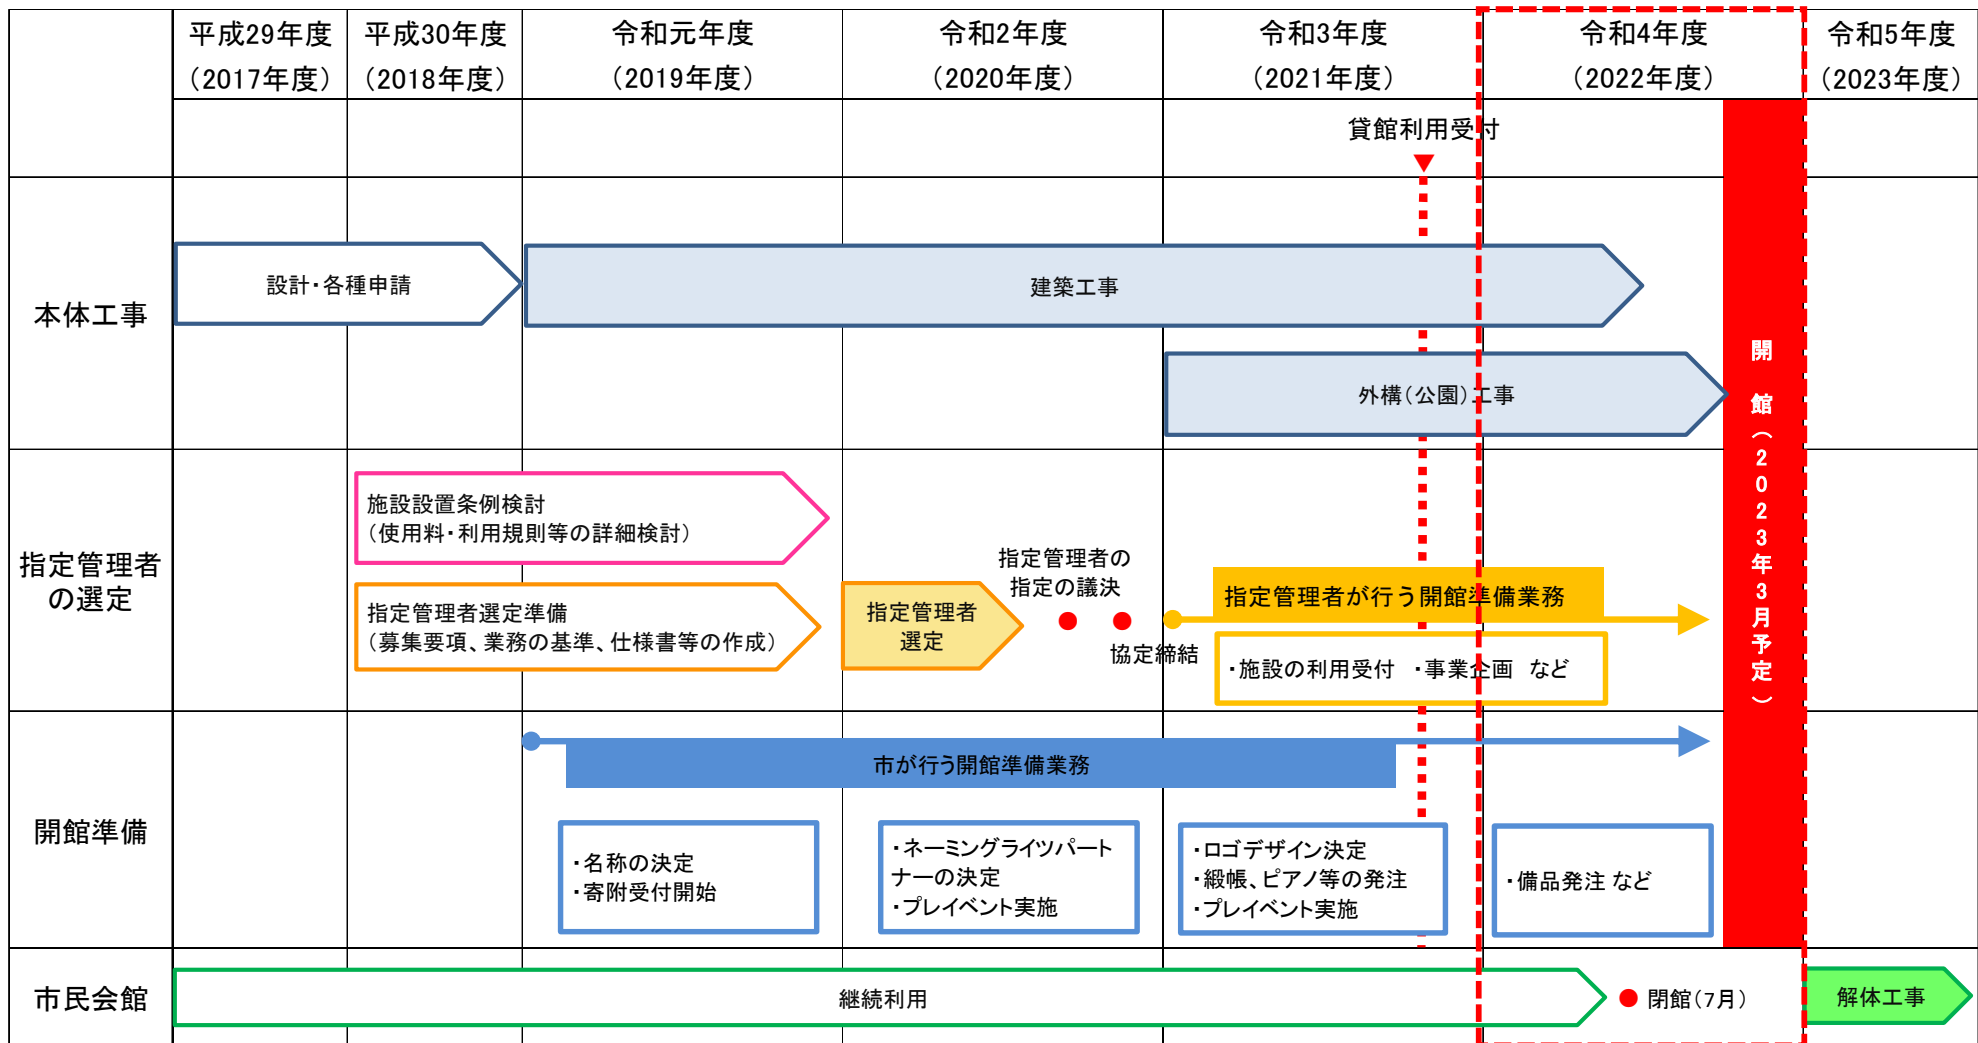 平成29年度
(2017年度)
平成30年度
(2018年度)
令和元年度
(2019年度)
令和2年度
(2020年度)
令和3年度
(2021年度)
令和4年度
(2022年度)
令和5年度
(2023年度)
貸館利用受付
本体工事
設計・各種申請
建築工事
外構(公園)工事
開館(2023年3月予定)
指定管理者
の選定
施設設置条例検討
(使用料・利用規則等の詳細検討)
指定管理者選定準備
(募集要項、業務の基準、仕様書等の作成)
指定管理者
選定
指定管理者の
指定の議決
協定締結
指定管理者が行う開館準備業務
・施設の利用受付 ・事業企画 など
開館準備
市が行う開館準備業務
・名称の決定
・寄附受付開始
・ネーミングライツパート
ナーの決定
・プレイベント実施
・ロゴデザイン決定
・緞帳、ピアノ等の発注
・プレイベント実施
・備品発注 など
市民会館
継続利用
閉館(7月)
解体工事